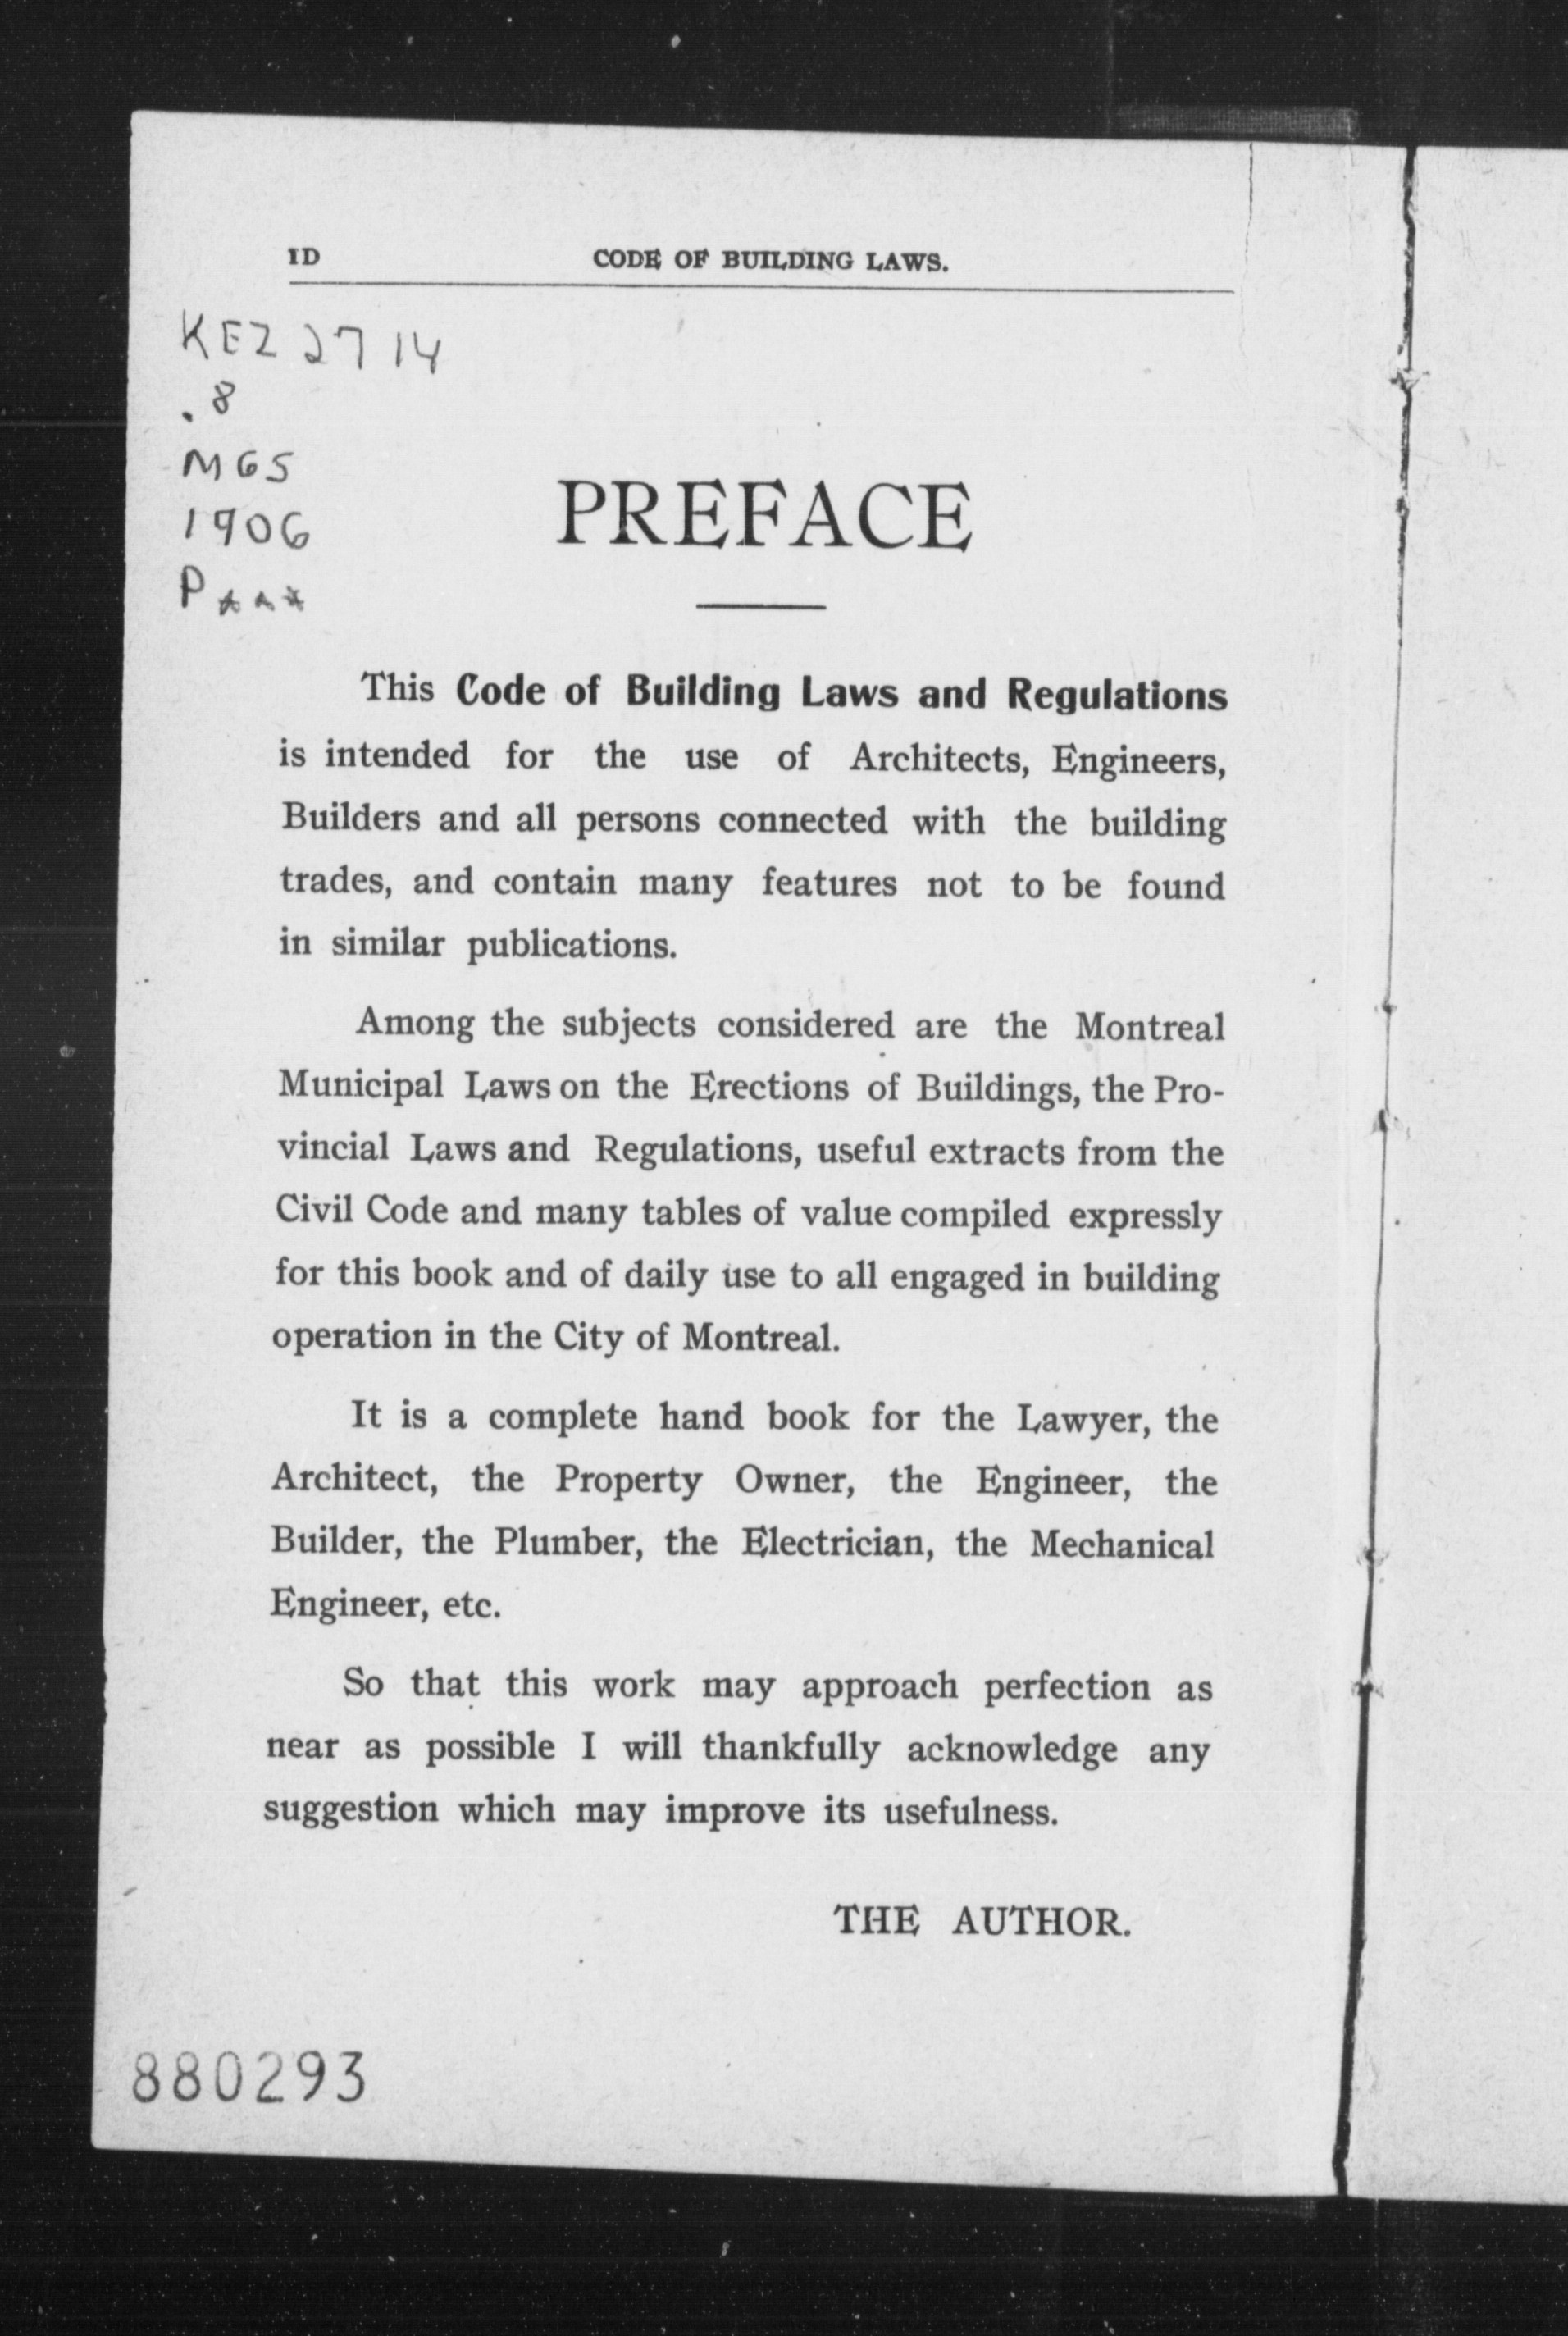 1D CODE OF BUILDING LAWS.
KEZ 2714
.8
M65
1906
P***
PREFACE
This Code of Building Laws and Regulations
is intended for the use of Architects, Engineers,
Builders and all persons connected with the building
trades, and contain many features not to be found
in similar publications.
Among the subjects considered are the Montreal
Municipal Laws on the Erections of Buildings, the Pro-
vincial Laws and Regulations, useful extracts from the
Civil Code and many tables of value compiled expressly
for this book and of daily use to all engaged in building
operation in the City of Montreal.
It is a complete hand book for the Lawyer, the
Architect, the Property Owner, the Engineer, the
Builder, the Plumber, the Electrician, the Mechanical
Engineer, etc.
So that this work may approach perfection as
near as possible I will thankfully acknowledge any
suggestion which may improve its usefulness.
THE AUTHOR.
880293